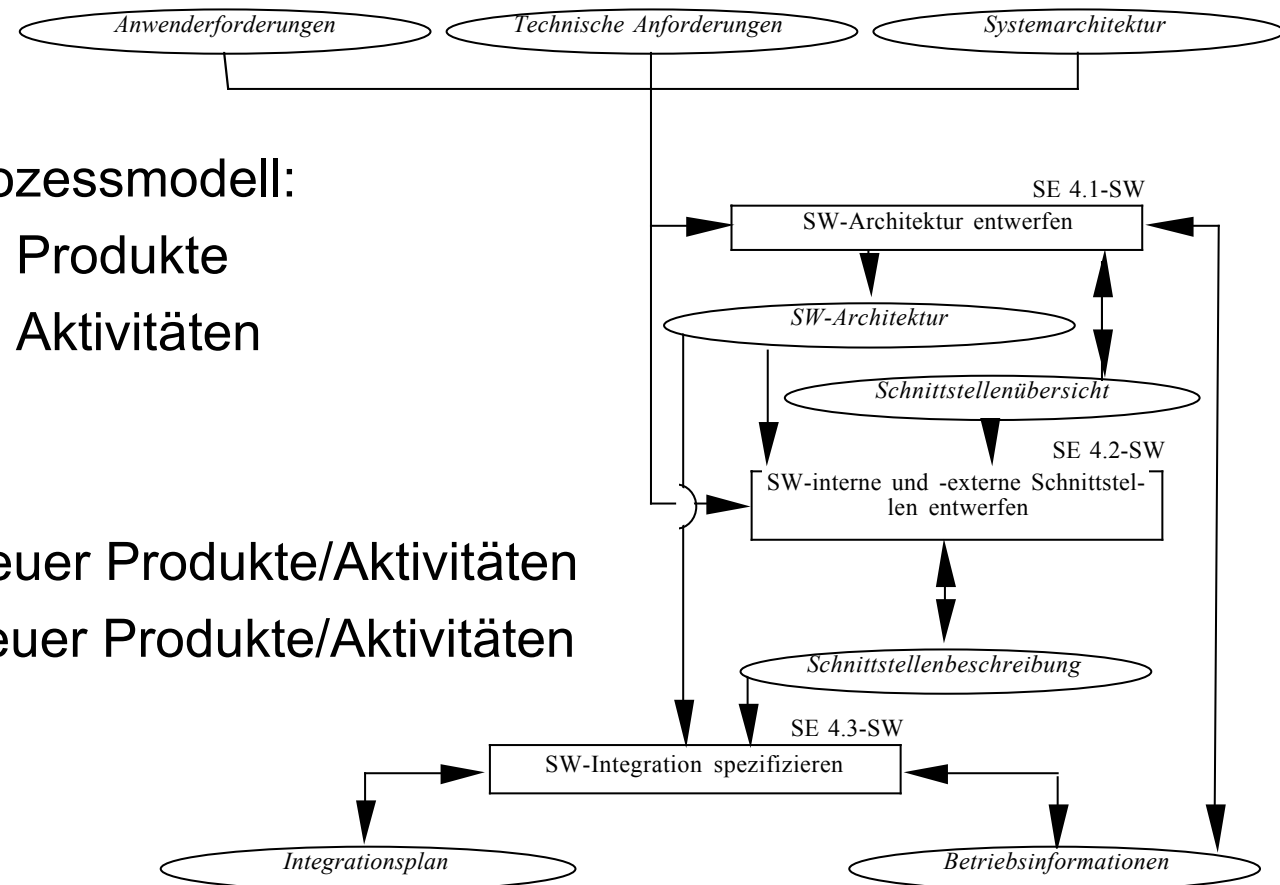 Anwenderforderungen
Technische Anforderungen
Systemarchitektur
ozessmodell:
Produkte
Aktivitäten
euer Produkte/Aktivitäten
euer Produkte/Aktivitäten
SE 4.1-SW
SW-Architektur entwerfen
SW-Architektur
Schnittstellenübersicht
SE 4.2-SW
SW-interne und -externe Schnittstel-
len entwerfen
Schnittstellenbeschreibung
SE 4.3-SW
SW-Integration spezifizieren
Integrationsplan
Betriebsinformationen